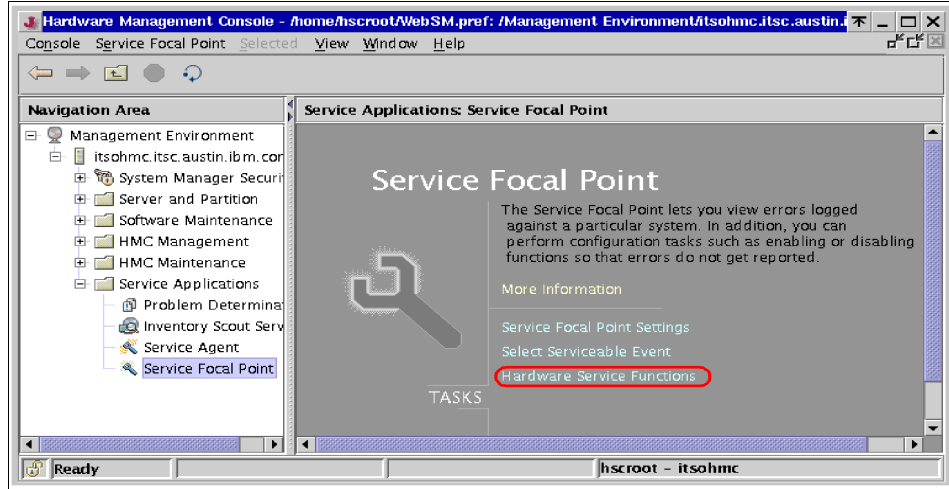 Hardware Management Console - /home/hscroot/WebSM.pref: /Management Environment/itsohmc.itsc.austin.i
Console Service Focal Point Selected View Window Help
Navigation Area
Service Applications: Service Focal Point
Management Environment
itsohmc.itsc.austin.ibm.com
System Manager Securi
Server and Partition
Software Maintenance
HMC Management
HMC Maintenance
Service Applications
Problem Determina
Inventory Scout Serv
Service Agent
Service Focal Point
Service Focal Point
The Service Focal Point lets you view errors logged
against a particular system. In addition, you can
perform configuration tasks such as enabling or disabling
functions so that errors do not get reported.
More Information
Service Focal Point Settings
Select Serviceable Event
Hardware Service Functions
TASKS
Ready
hscroot - itsohmc